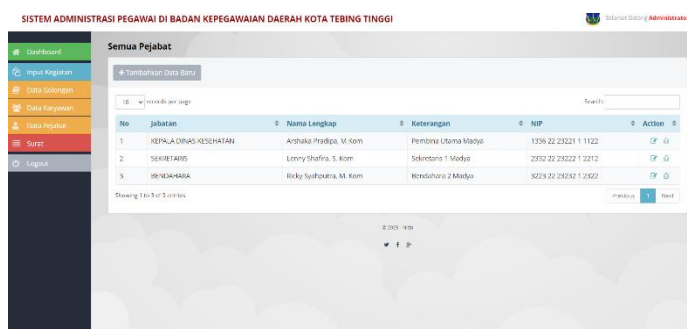 SISTEM ADMINISTRASI PEGAWAI DI BADAN KEPEGAWAIAN DAERAH KOTA TEBING TINGGI
Selamat Datang Administrato
Dashboard
Input Kegiatan
Data Golongan
Data Karyawan
Data Pejabat
Surat
Logout
Semua Pejabat
+ Tambahkan Data Baru
10 records per page
Search:
No Jabatan Nama Lengkap Keterangan NIP Action
1 KEPALA DINAS KESEHATAN Arshaka Pradipa, M. Kom Pembina Utama Madya 1336 22 23221 1 1122
2 SEKRETARIS Lenny Shafira, S. Kom Sekretaris 1 Madya 2332 22 23222 1 2212
3 BENDAHARA Ricky Syahputra, M. Kom Bendahara 2 Madya 3223 22 23232 1 2322
Showing 1 to 3 of 3 entries
Previous 1 Next